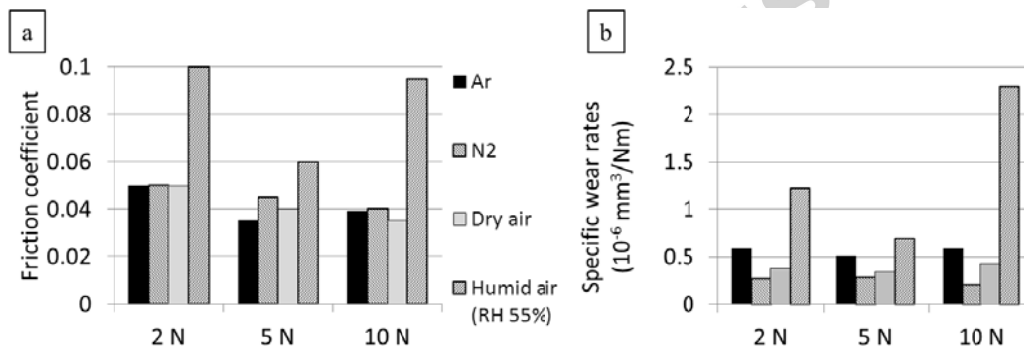 a
Friction coefficient
0.1
0.08
0.06
0.04
0.02
0
2 N 5 N 10 N
Ar
N2
Dry air
Humid air
(RH 55%)
b
Specific wear rates
(10⁻⁶ mm³/Nm)
2.5
2
1.5
1
0.5
0
2 N 5 N 10 N